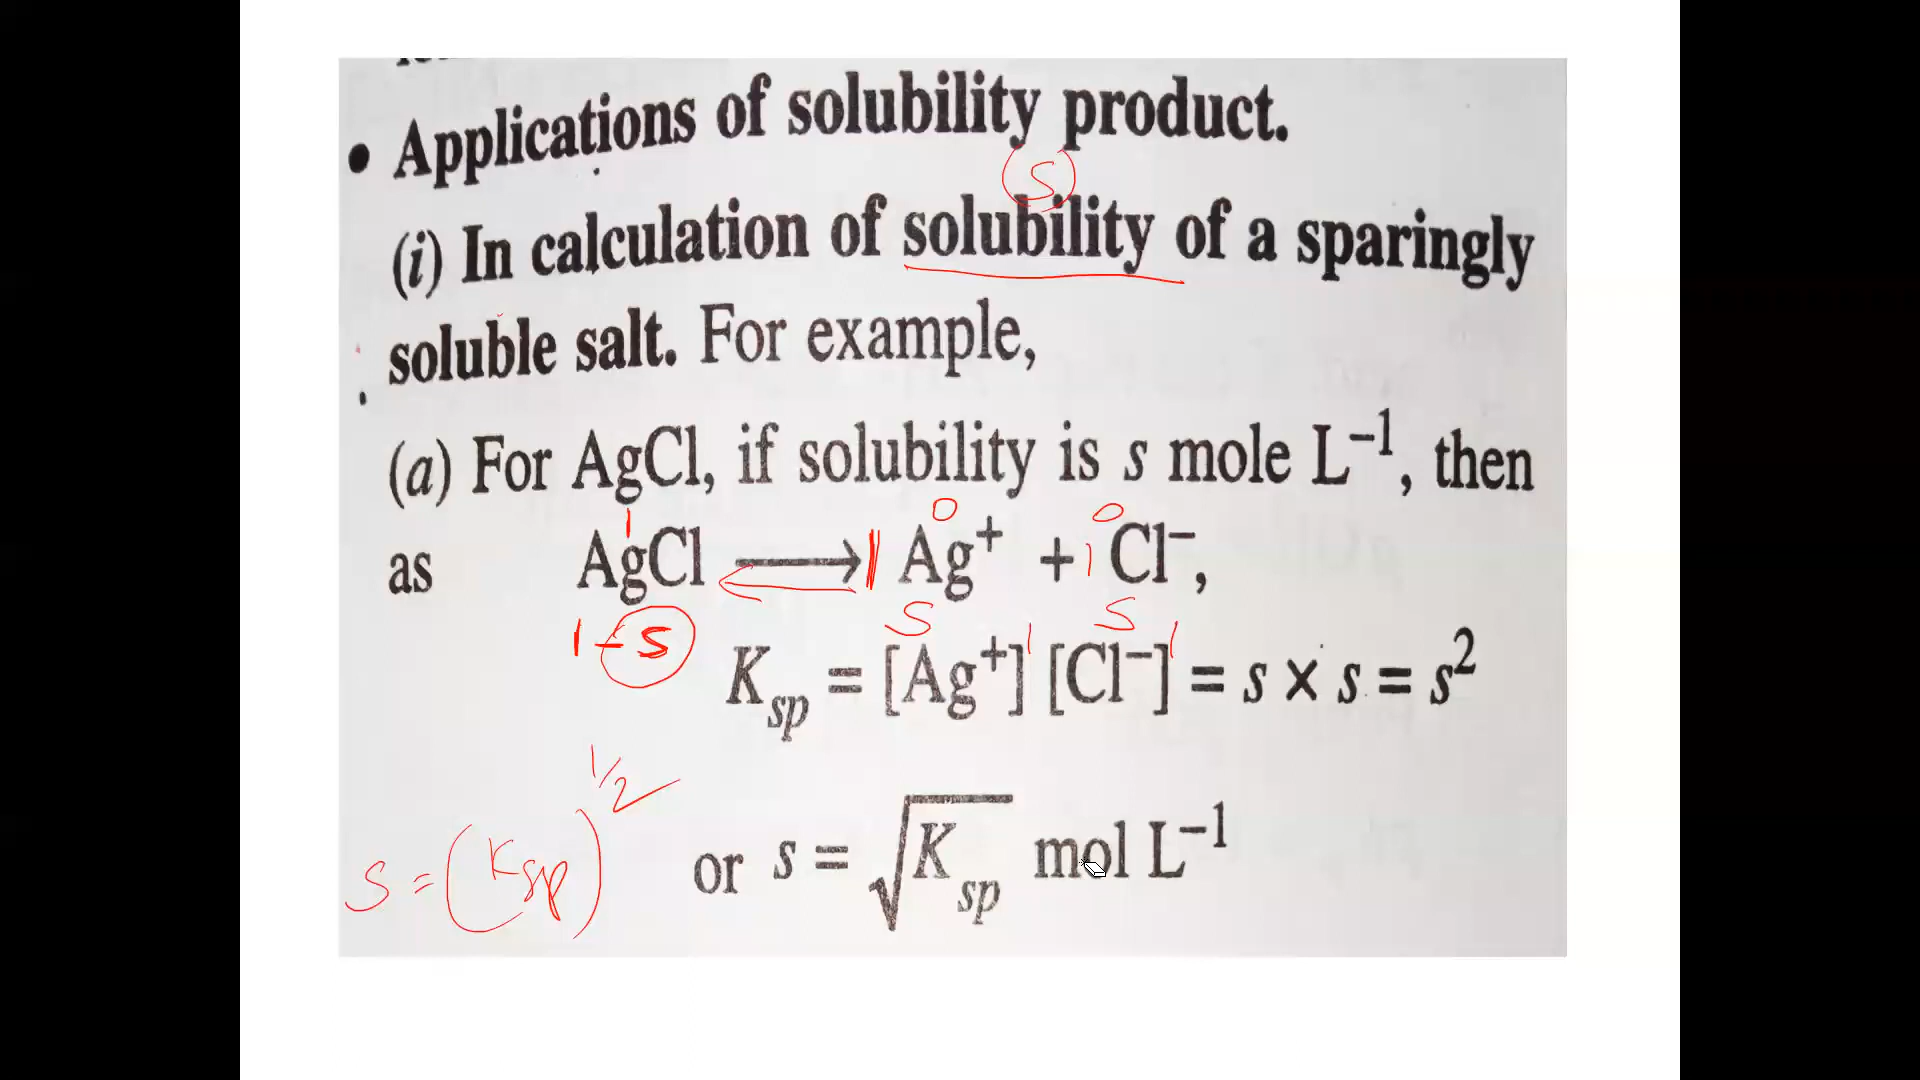 • Applications of solubility product.
(S)
(i) In calculation of solubility of a sparingly
soluble salt. For example,
(a) For AgCl, if solubility is s mole L⁻¹, then
1 0 0
as AgCl ⟶ 1 Ag⁺ + 1 Cl⁻,
1 – s S S
Kₛₚ = [Ag⁺]¹ [Cl⁻]¹ = s × s = s²
S = (Ksp)^1/2
or s = √Kₛₚ mol L⁻¹